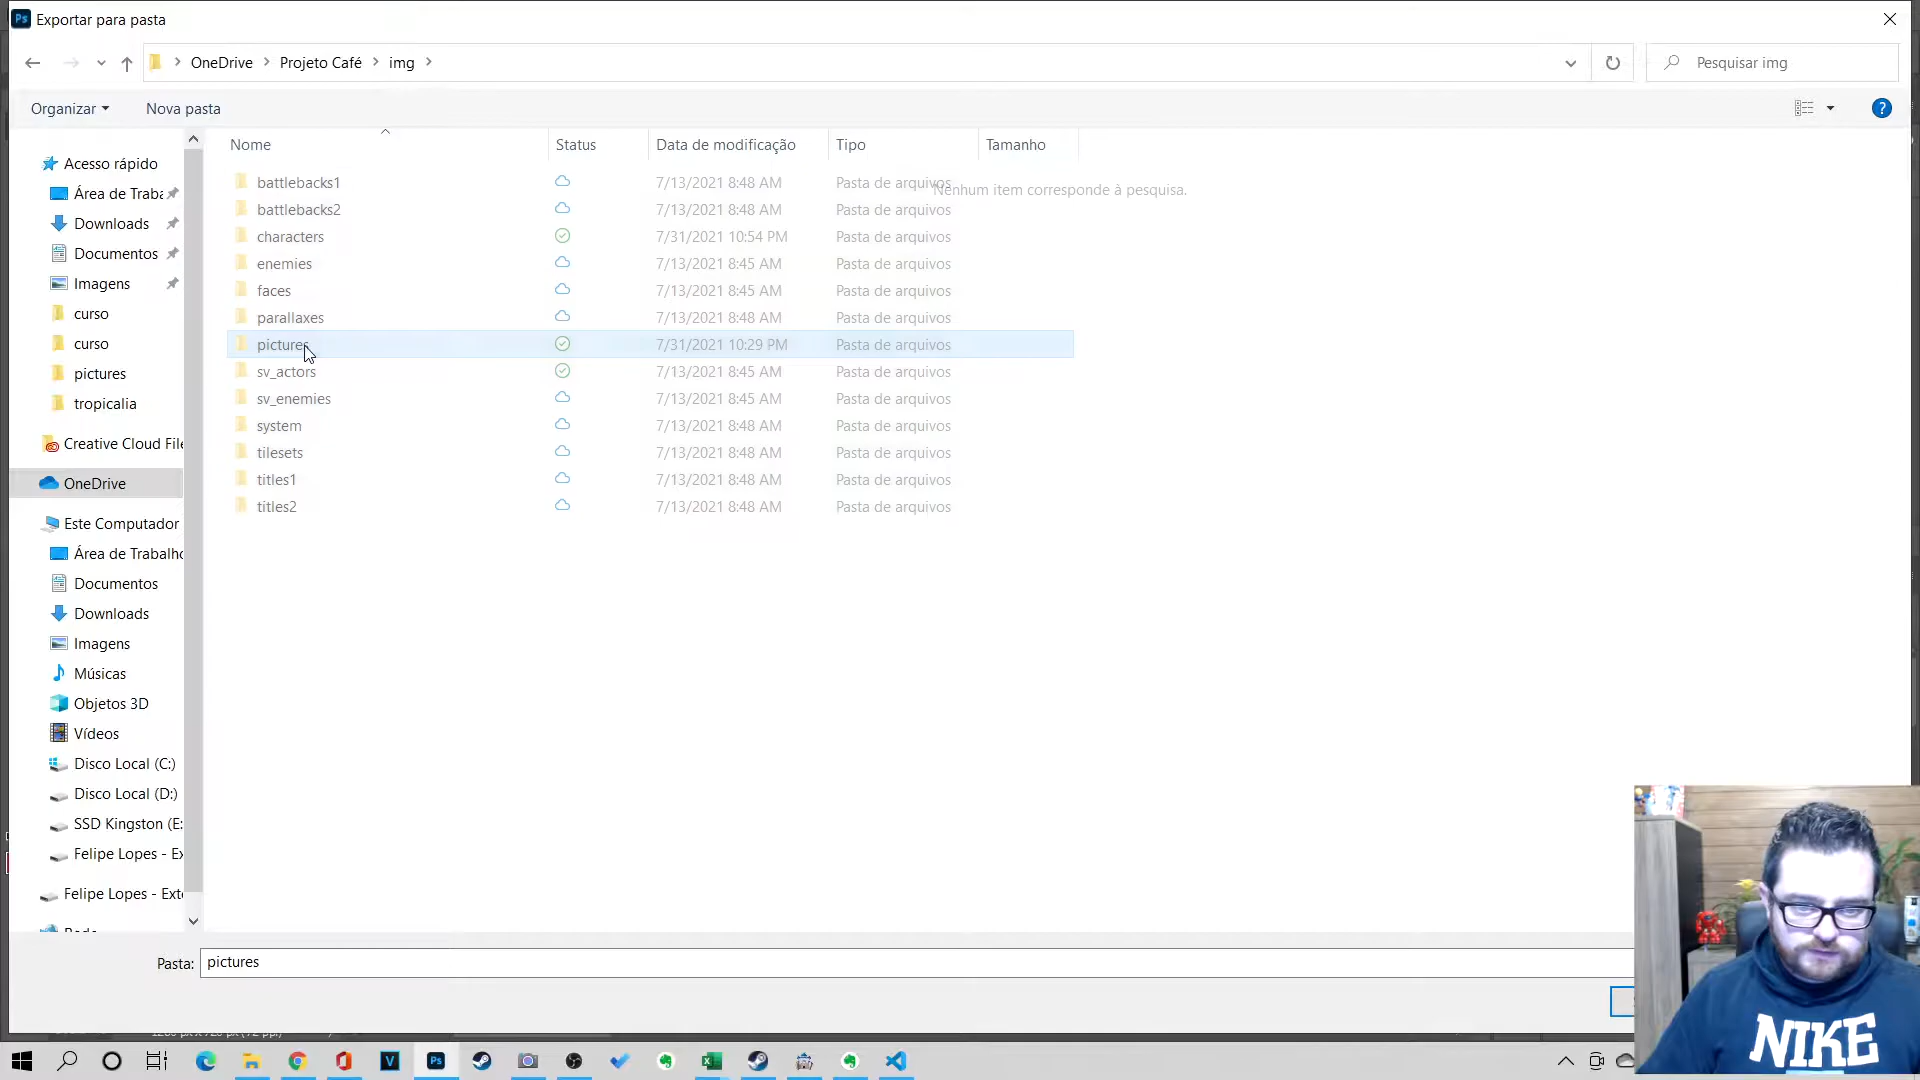 Ps Exportar para pasta
OneDrive Projeto Café img
Pesquisar img
Organizar Nova pasta
?
Nome Status Data de modificação Tipo Tamanho
Nenhum item corresponde à pesquisa.
battlebacks1 7/13/2021 8:48 AM Pasta de arquivos
battlebacks2 7/13/2021 8:48 AM Pasta de arquivos
characters 7/31/2021 10:54 PM Pasta de arquivos
enemies 7/13/2021 8:45 AM Pasta de arquivos
faces 7/13/2021 8:45 AM Pasta de arquivos
parallaxes 7/13/2021 8:48 AM Pasta de arquivos
pictures 7/31/2021 10:29 PM Pasta de arquivos
sv_actors 7/13/2021 8:45 AM Pasta de arquivos
sv_enemies 7/13/2021 8:45 AM Pasta de arquivos
system 7/13/2021 8:48 AM Pasta de arquivos
tilesets 7/13/2021 8:48 AM Pasta de arquivos
titles1 7/13/2021 8:48 AM Pasta de arquivos
titles2 7/13/2021 8:48 AM Pasta de arquivos
Acesso rápido
Área de Traba
Downloads
Documentos
Imagens
curso
curso
pictures
tropicalia
Creative Cloud File
OneDrive
Este Computador
Área de Trabalho
Documentos
Downloads
Imagens
Músicas
Objetos 3D
Vídeos
Disco Local (C:)
Disco Local (D:)
SSD Kingston (E:
Felipe Lopes - Ex
Felipe Lopes - Exte
Pasta: pictures
V
Ps
NIKE